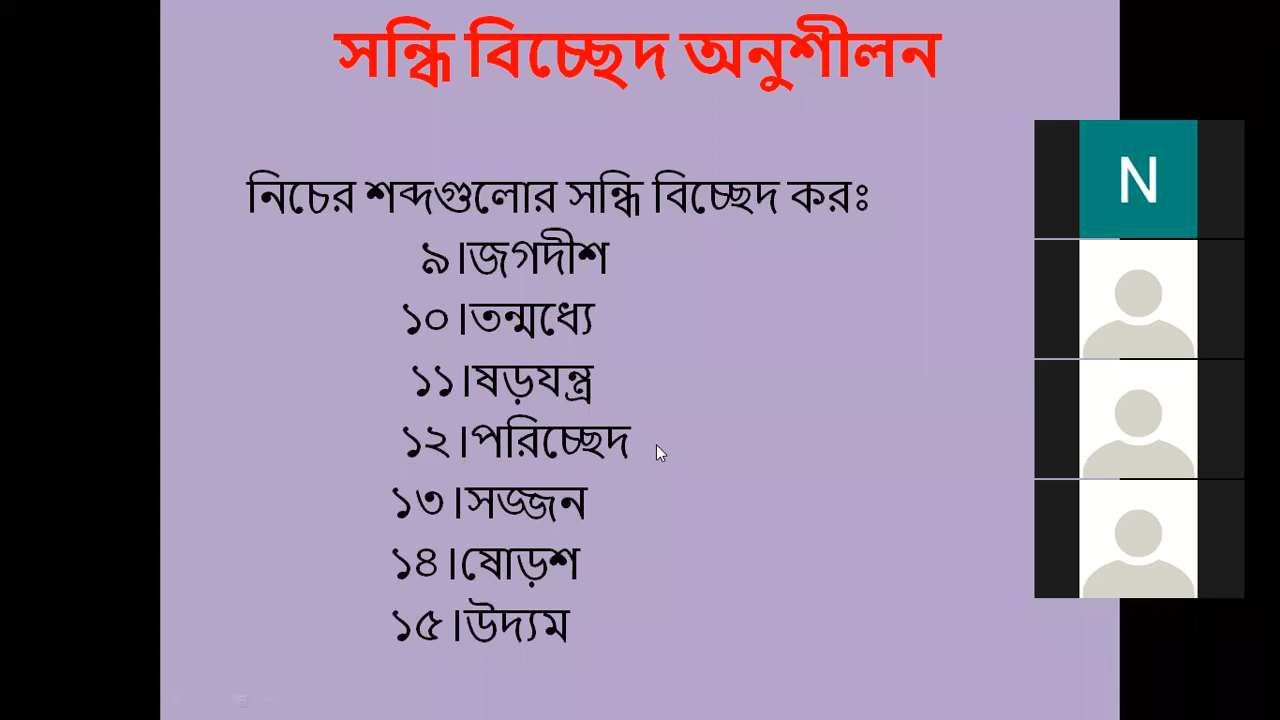 সন্ধি বিচ্ছেদ অনুশীলন
নিচের শব্দগুলোর সন্ধি বিচ্ছেদ করঃ
৯।জগদীশ
১০।তন্মধ্যে
১১।ষড়যন্ত্র
১২।পরিচ্ছেদ
১৩।সজ্জন
১৪।ষোড়শ
১৫।উদ্যম
N